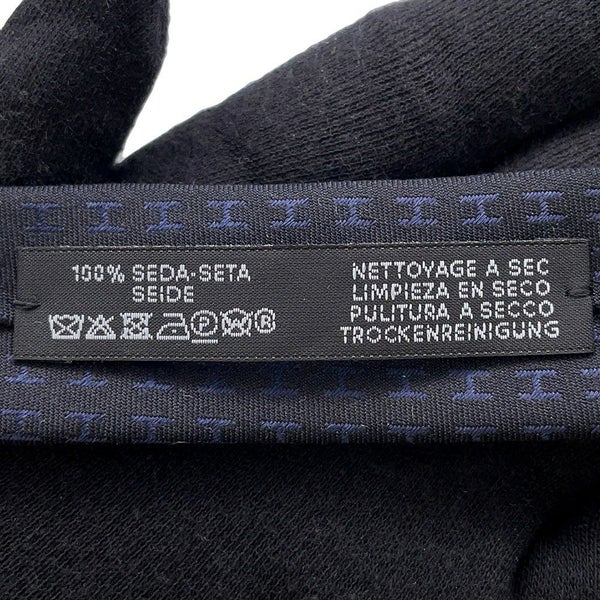 100% SEDA-SETA
SEIDE
NETTOYAGE A SEC
LIMPIEZA EN SECO
PULITURA A SECCO
TROCKENREINIGUNG